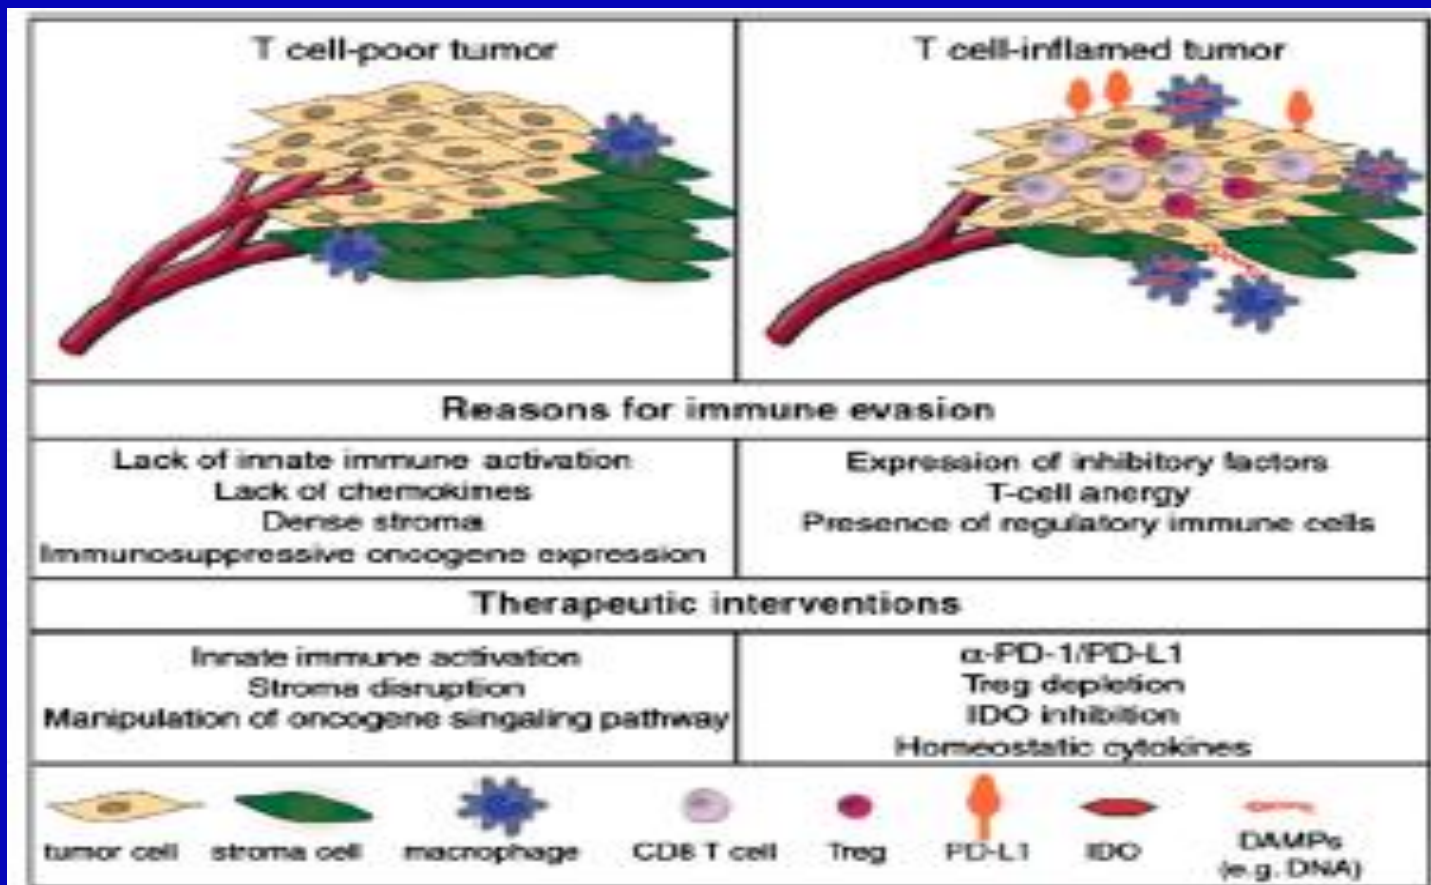 T cell-poor tumor
T cell-inflamed tumor
Reasons for immune evasion
Lack of innate immune activation
Lack of chemokines
Dense stroma
Immunosuppressive oncogene expression
Expression of inhibitory factors
T-cell anergy
Presence of regulatory immune cells
Therapeutic interventions
Innate immune activation
Stroma disruption
Manipulation of oncogene siingaling pathway
α-PD-1/PD-L1
Treg depletion
IDO inhibition
Homeostatic cytokines
tumor cell
stroma cell
macrophage
CD8 T cell
Treg
PD-L1
IDO
DAMPs
(e.g. DNA)